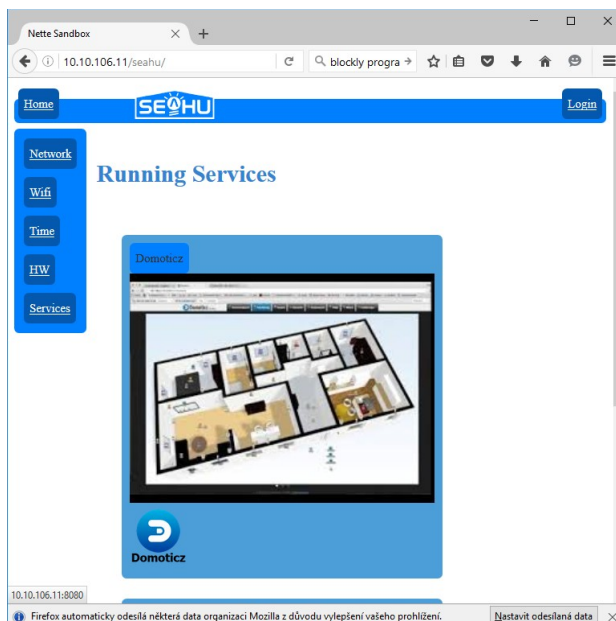 Nette Sandbox
10.10.106.11/seahu/
blockly progra
Home
SEAHU
Login
Network
Wifi
Time
HW
Services
Running Services
Domoticz
Domoticz
Domoticz
10.10.106.11:8080
Firefox automaticky odesílá některá data organizaci Mozilla z důvodu vylepšení vašeho prohlížení.
Nastavit odesílaná data